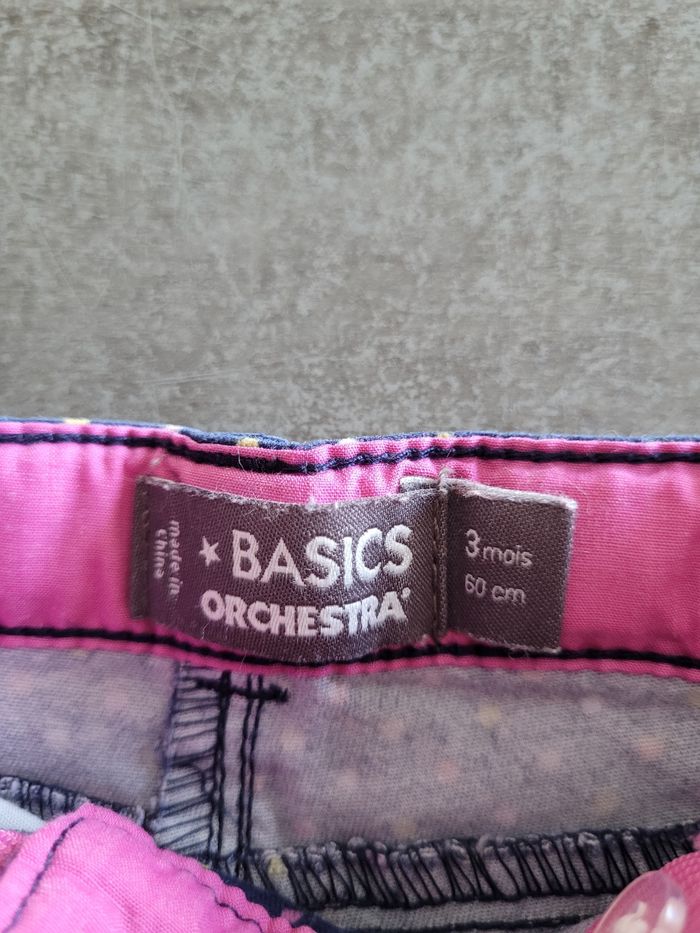 made in
china
BASICS
ORCHESTRA
3 mois
60 cm